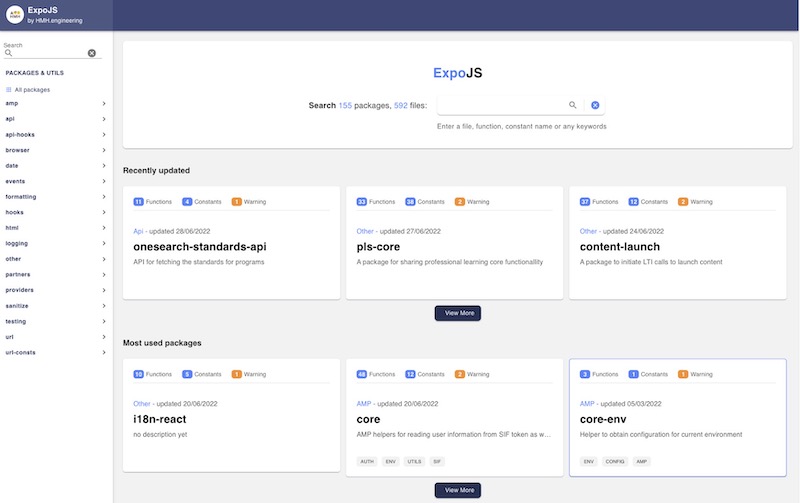 ExpoJS
by HMH.engineering
Search
PACKAGES & UTILS
All packages
amp
api
api-hooks
browser
date
events
formatting
hooks
html
logging
other
partners
providers
sanitize
testing
url
url-consts
ExpoJS
Search 155 packages, 592 files:
Enter a file, function, constant name or any keywords
Recently updated
11 Functions 4 Constants 1 Warning
Api - updated 28/06/2022
onesearch-standards-api
API for fetching the standards for programs
33 Functions 38 Constants 2 Warning
Other - updated 27/06/2022
pls-core
A package for sharing professional learning core functionallity
37 Functions 12 Constants 2 Warning
Other - updated 24/06/2022
content-launch
A package to initiate LTI calls to launch content
View More
Most used packages
10 Functions 5 Constants 1 Warning
Other - updated 20/06/2022
i18n-react
no description yet
48 Functions 12 Constants 2 Warning
AMP - updated 20/06/2022
core
AMP helpers for reading user information from SIF token as w...
AUTH ENV UTILS SIF
3 Functions 1 Constants 1 Warning
AMP - updated 05/03/2022
core-env
Helper to obtain configuration for current environment
ENV CONFIG AMP
View More